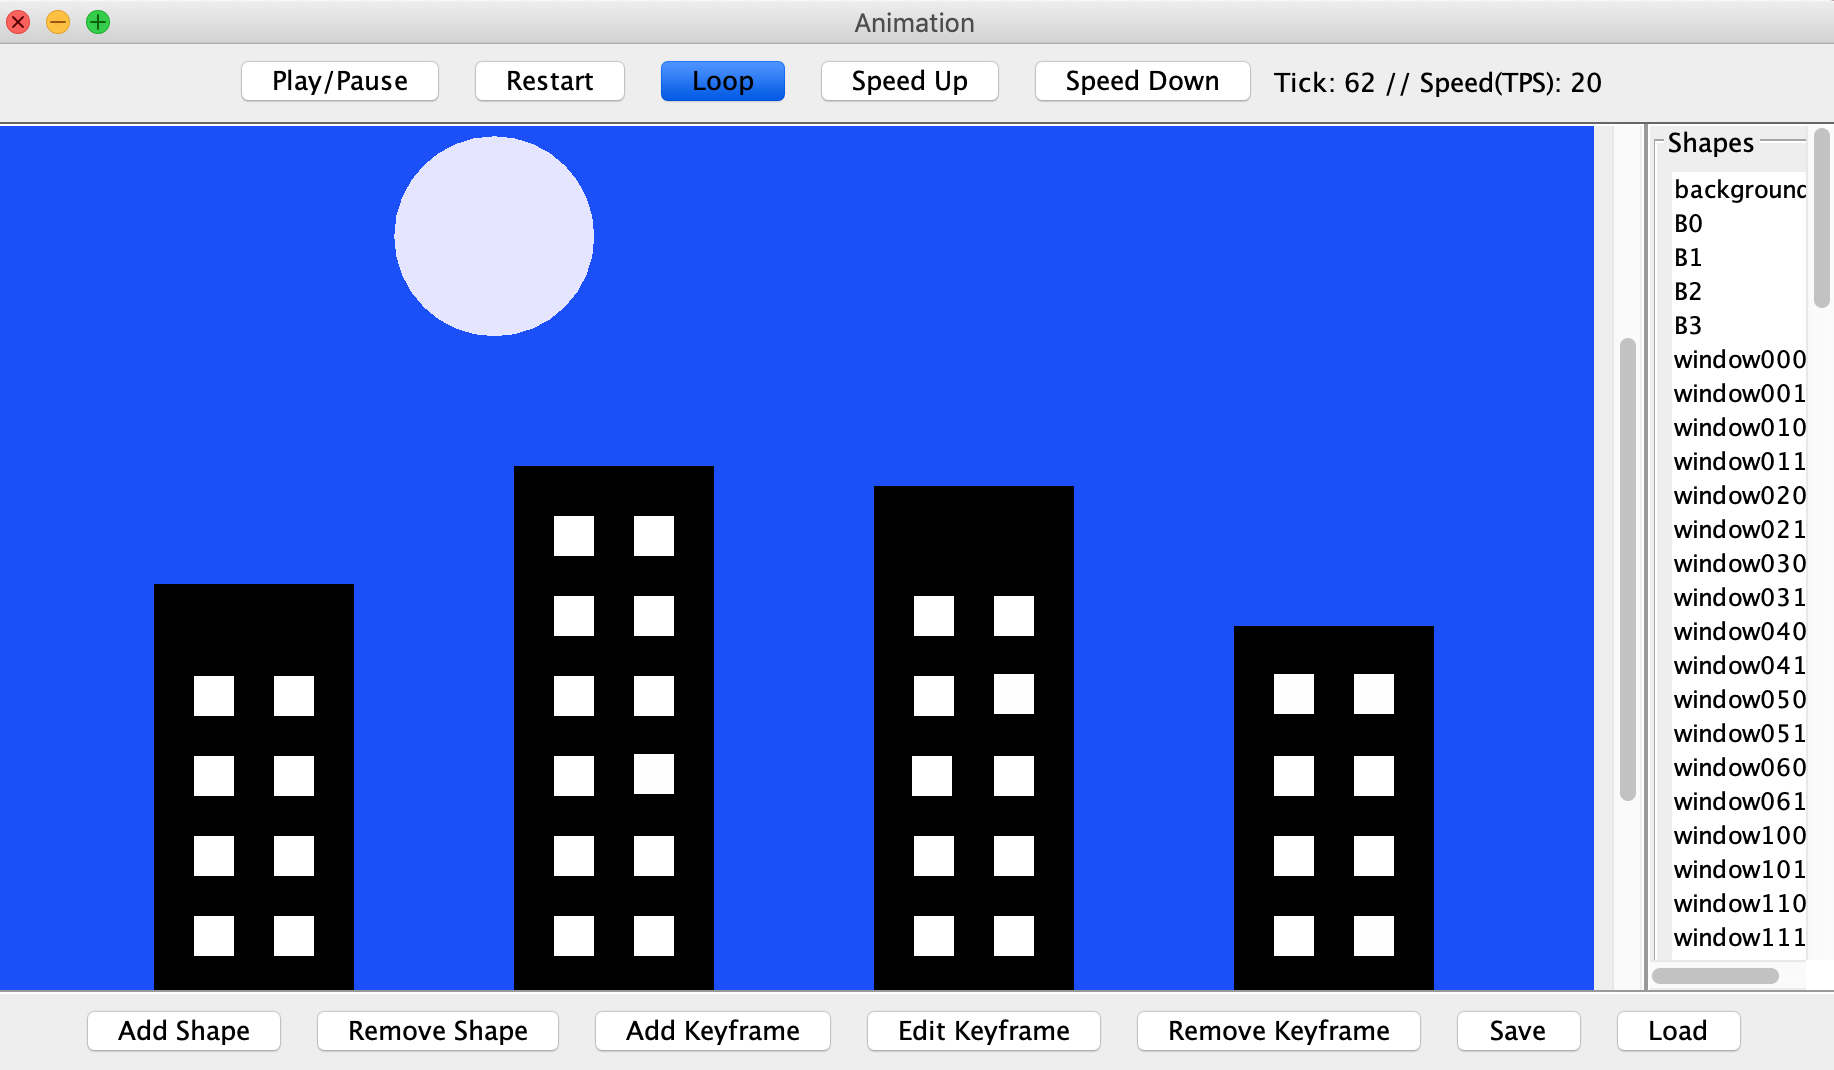 Animation
Play/Pause Restart Loop Speed Up Speed Down Tick: 62 // Speed(TPS): 20
Shapes
background
B0
B1
B2
B3
window000
window001
window010
window011
window020
window021
window030
window031
window040
window041
window050
window051
window060
window061
window100
window101
window110
window111
Add Shape Remove Shape Add Keyframe Edit Keyframe Remove Keyframe Save Load